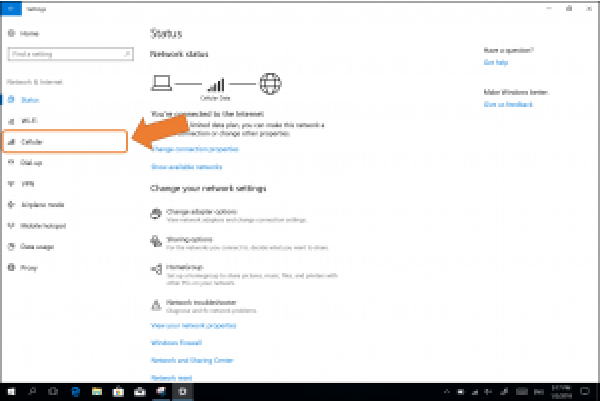 Settings
Home
Find a setting
Network & Internet
Status
Wi-Fi
Cellular
Dial-up
VPN
Airplane mode
Mobile hotspot
Data usage
Proxy
Status
Network status
Cellular Data
You're connected to the Internet
limited data plan, you can make this network a
connection or change other properties.
Change connection properties
Show available networks
Change your network settings
Change adapter options
View network adapters and change connection settings.
Sharing options
For the networks you connect to, decide what you want to share.
HomeGroup
Set up a homegroup to share pictures, music, files, and printers with
other PCs on your network.
Network troubleshooter
Diagnose and fix network problems.
View your network properties
Windows Firewall
Network and Sharing Center
Network reset
Have a question?
Get help
Make Windows better.
Give us feedback